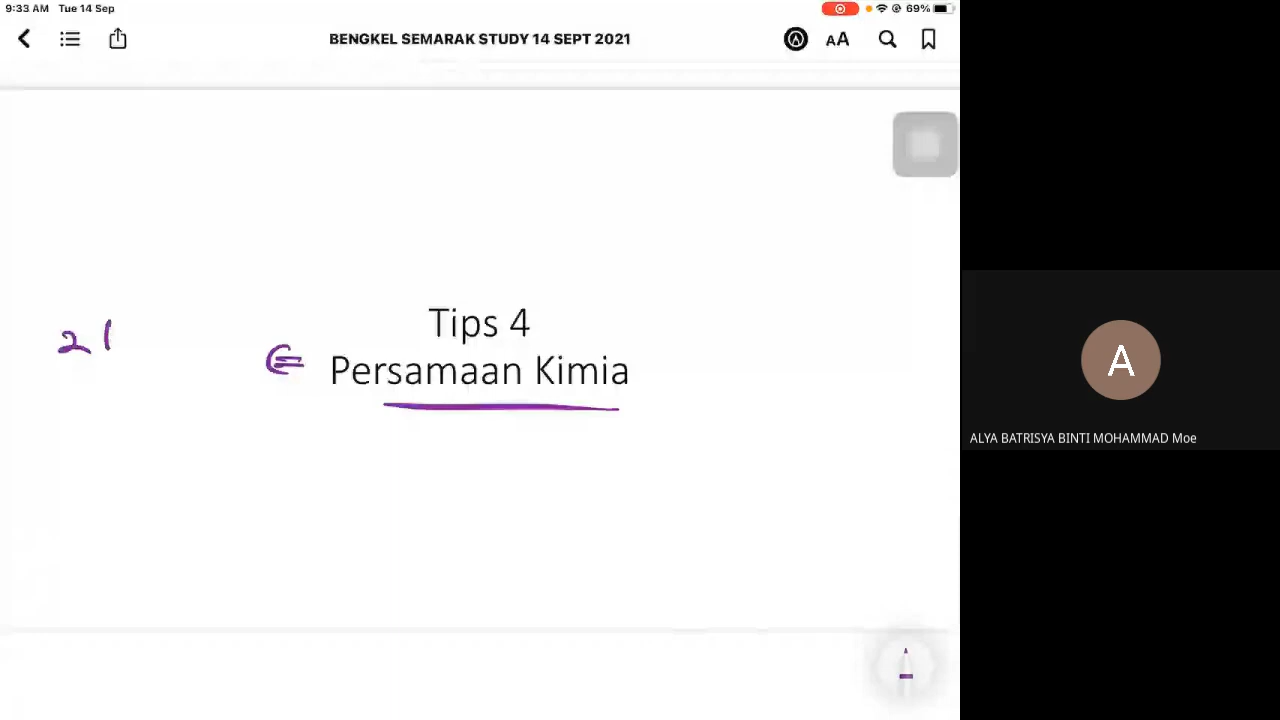 9:33 AM Tue 14 Sep
69%
BENGKEL SEMARAK STUDY 14 SEPT 2021
AA
Tips 4
Persamaan Kimia
21
A
ALYA BATRISYA BINTI MOHAMMAD Moe